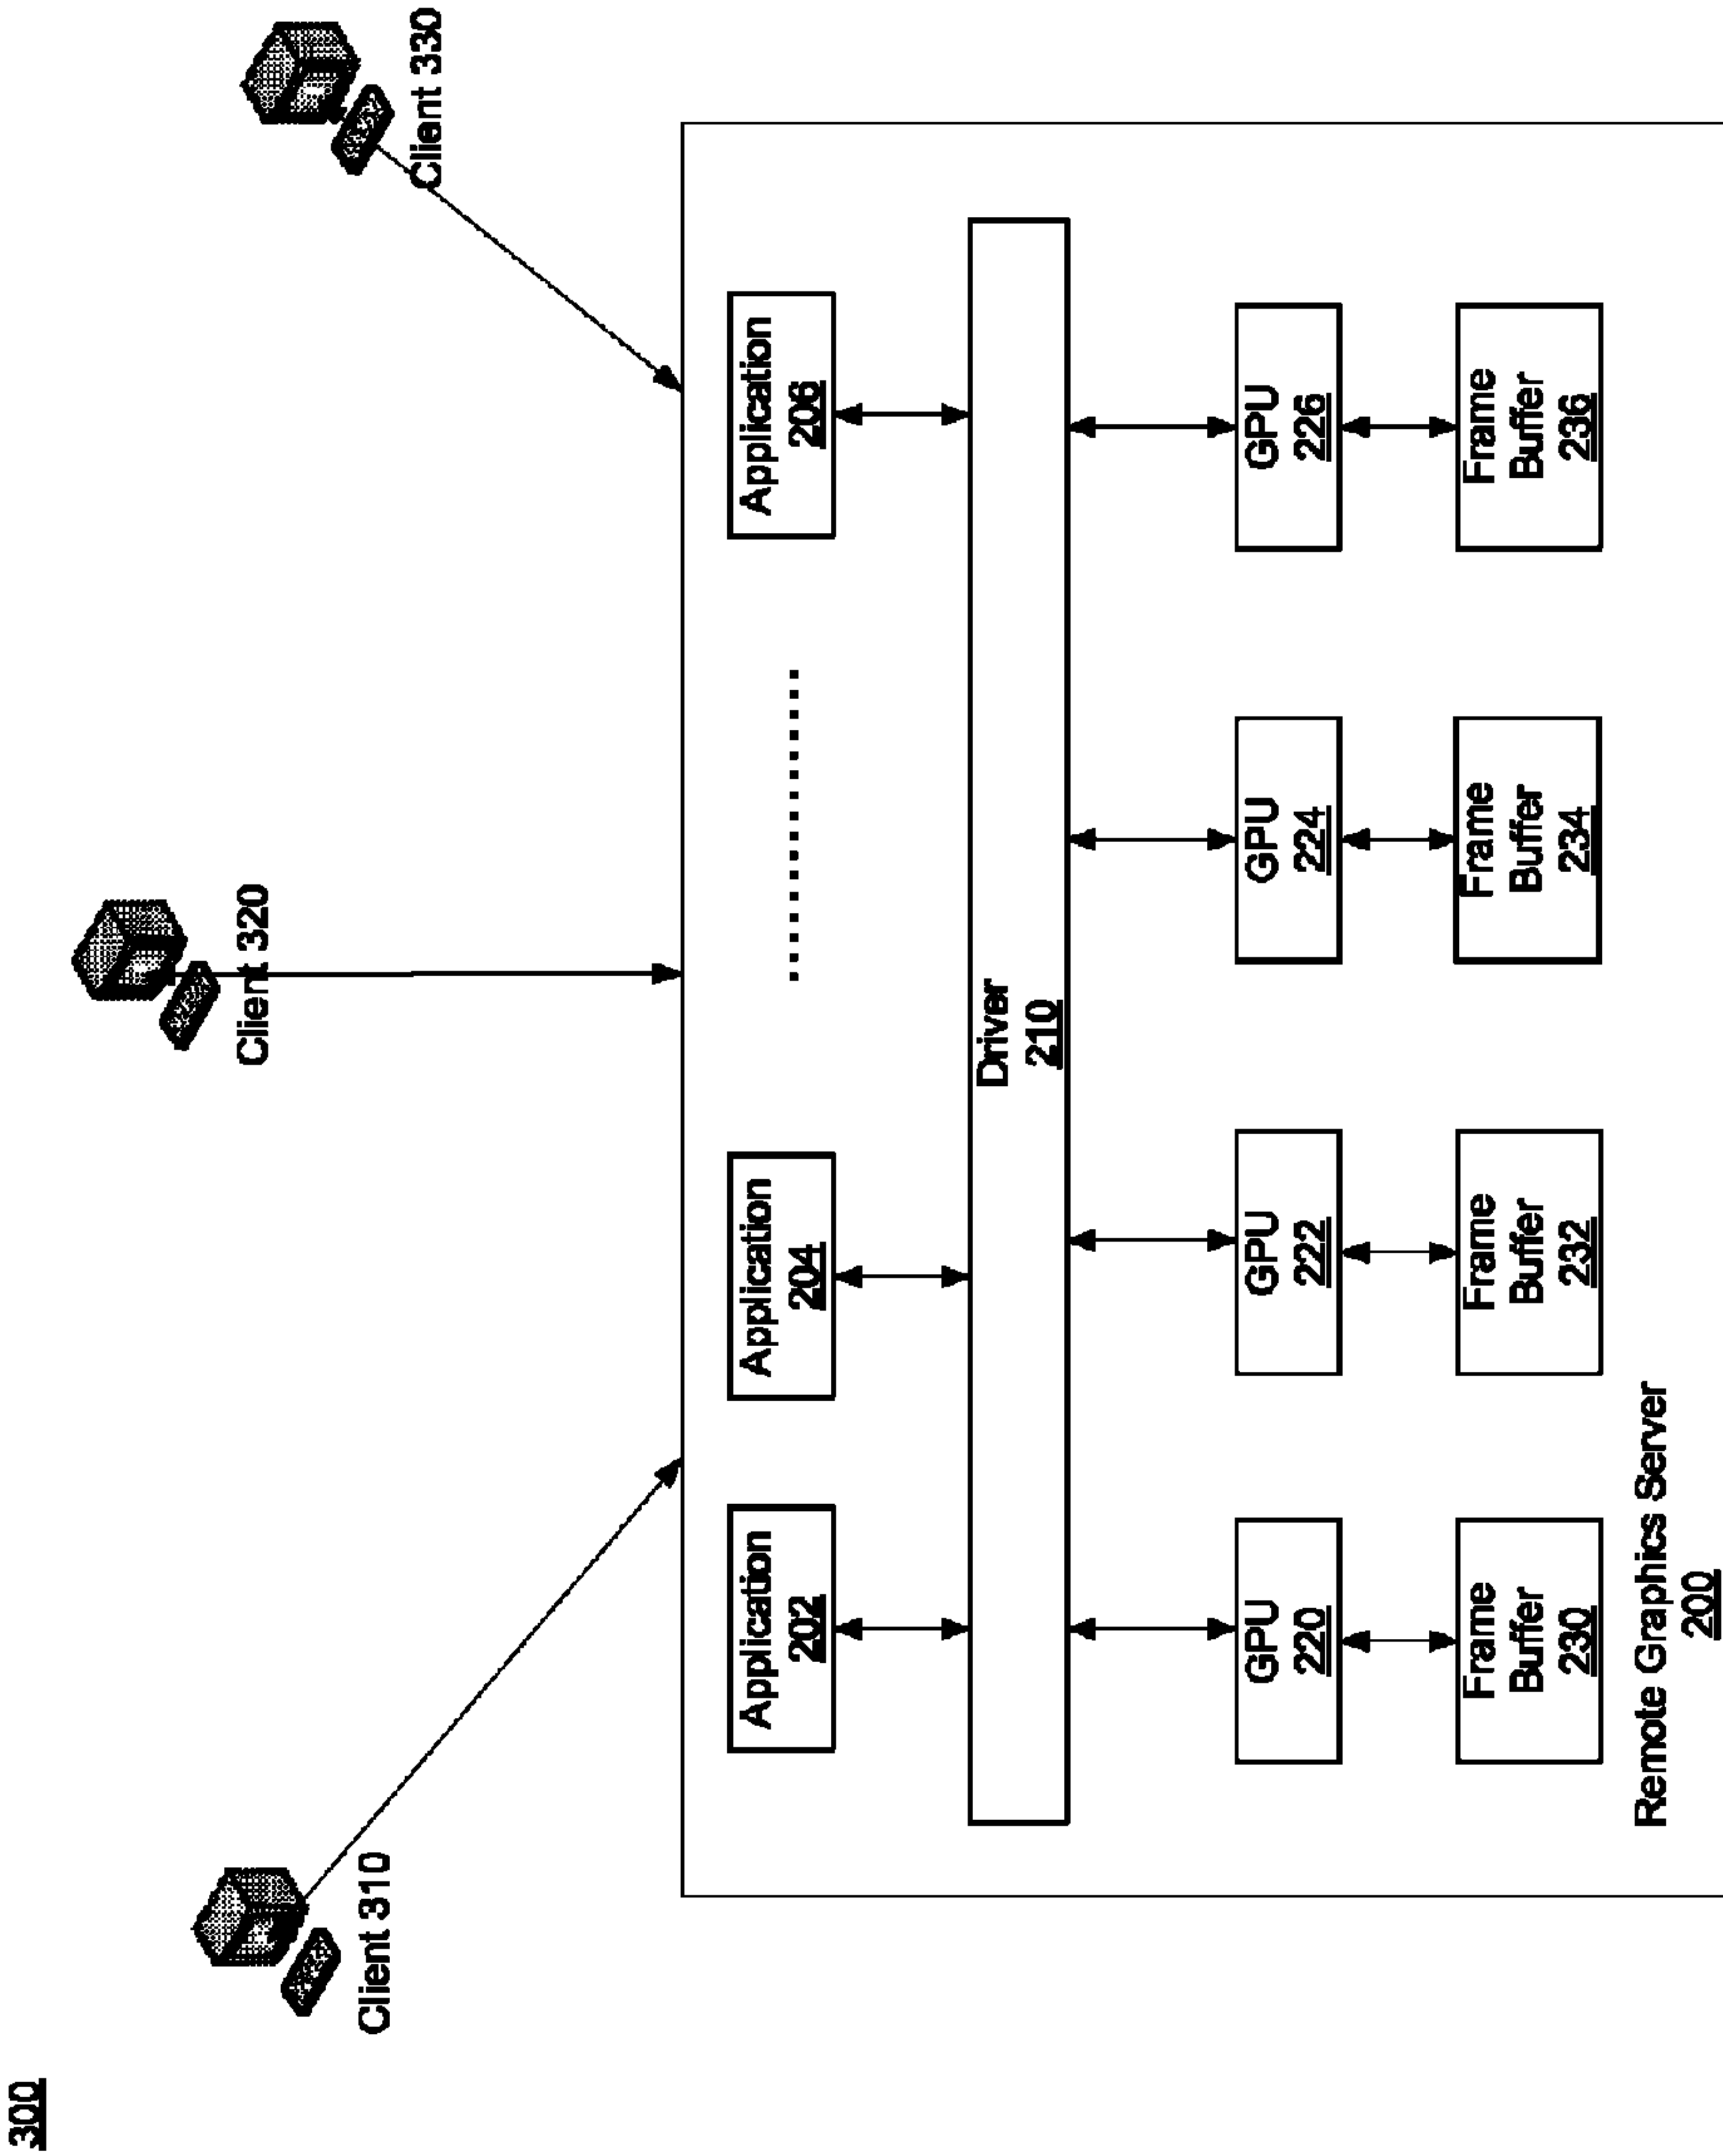 300
Client 310
Client 320
Client 330
Application
202
Application
204
Application
206
Driver
210
GPU
220
GPU
222
GPU
224
GPU
226
Frame
Buffer
230
Frame
Buffer
232
Frame
Buffer
234
Frame
Buffer
236
Remote Graphics Server
200